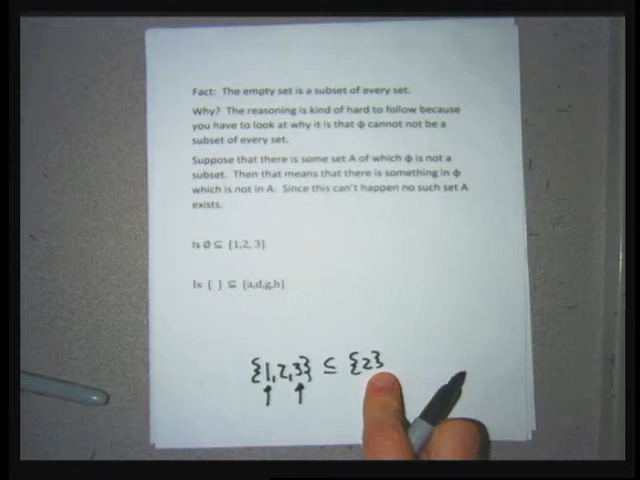 Fact: The empty set is a subset of every set.
Why? The reasoning is kind of hard to follow because
you have to look at why it is that ϕ cannot not be a
subset of every set.
Suppose that there is some set A of which ϕ is not a
subset. Then that means that there is something in ϕ
which is not in A. Since this can't happen no such set A
exists.
Is ∅ ⊆ {1,2, 3}
Is { } ⊆ {a,d,g,h}
{1,2,3} ⊆ {2}
↑ ↑